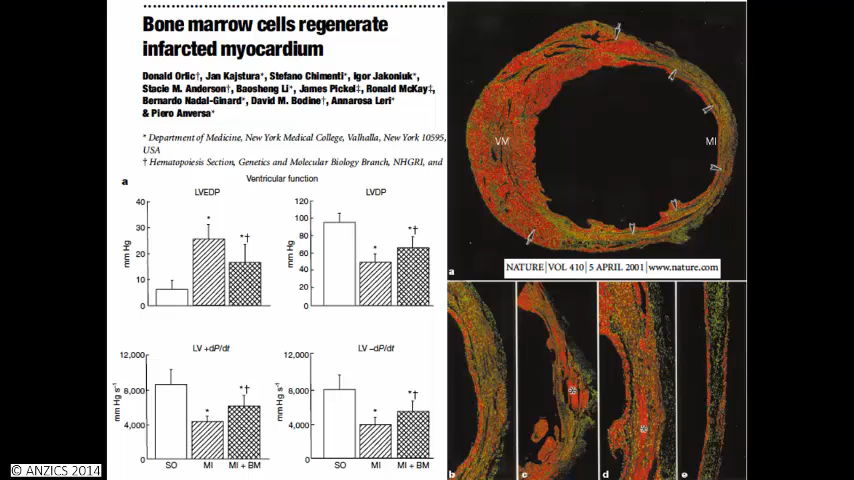 Bone marrow cells regenerate
infarcted myocardium
Donald Orlic†, Jan Kajstura*, Stefano Chimenti*, Igor Jakoniuk*,
Stacie M. Anderson†, Baosheng Li*, James Pickel‡, Ronald McKay‡,
Bernardo Nadal-Ginard*, David M. Bodine†, Annarosa Leri*
& Piero Anversa*
* Department of Medicine, New York Medical College, Valhalla, New York 10595,
USA
† Hematopoiesis Section, Genetics and Molecular Biology Branch, NHGRI, and
a
Ventricular function
LVEDP
40
30
20
10
0
mm Hg
*
*†
LVDP
120
100
80
60
40
20
0
mm Hg
*
*†
LV +dP/dt
12,000
8,000
4,000
0
mm Hg s⁻¹
*
*†
SO MI MI + BM
LV −dP/dt
12,000
8,000
4,000
0
mm Hg s⁻¹
*
*†
SO MI MI + BM
VM
MI
a
NATURE | VOL 410 | 5 APRIL 2001 | www.nature.com
b
c
d
e
© ANZICS 2014